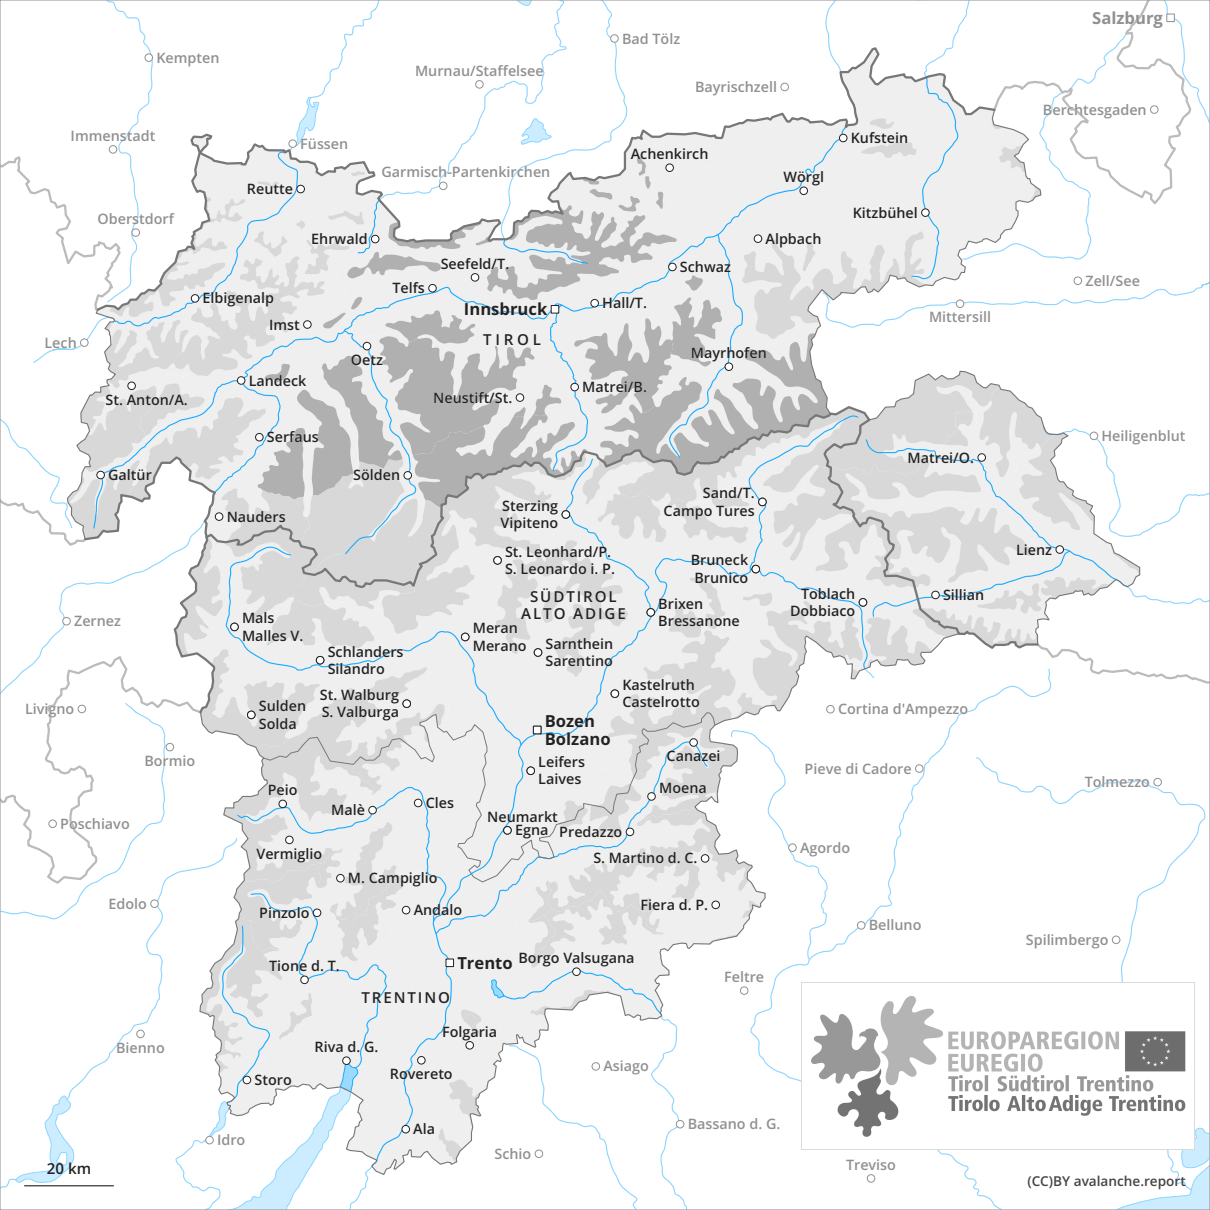 Salzburg
Kempten
Bad Tölz
Murnau/Staffelsee
Bayrischzell
Berchtesgaden
Immenstadt
Füssen
Kufstein
Achenkirch
Garmisch-Partenkirchen
Wörgl
Reutte
Oberstdorf
Kitzbühel
Ehrwald
Alpbach
Seefeld/T.
Schwaz
Zell/See
Telfs
Elbigenalp
Hall/T.
Innsbruck
Mittersill
Imst
TIROL
Lech
Oetz
Mayrhofen
Landeck
Matrei/B.
St. Anton/A.
Neustift/St.
Serfaus
Heiligenblut
Matrei/O.
Galtür
Sölden
Sand/T.
Campo Tures
Sterzing
Vipiteno
Nauders
St. Leonhard/P.
S. Leonardo i. P.
Lienz
Bruneck
Brunico
SÜDTIROL
ALTO ADIGE
Toblach
Dobbiaco
Sillian
Brixen
Bressanone
Zernez
Mals
Malles V.
Meran
Merano
Sarnthein
Sarentino
Schlanders
Silandro
Kastelruth
Castelrotto
St. Walburg
S. Valburga
Sulden
Solda
Livigno
Cortina d'Ampezzo
Bozen
Bolzano
Bormio
Canazei
Leifers
Laives
Pieve di Cadore
Tolmezzo
Peio
Moena
Malè
Cles
Neumarkt
Egna
Predazzo
Poschiavo
Vermiglio
S. Martino d. C.
Agordo
M. Campiglio
Edolo
Pinzolo
Andalo
Fiera d. P.
Belluno
Spilimbergo
Tione d. T.
Trento
Borgo Valsugana
Feltre
TRENTINO
Folgaria
Bienno
Riva d. G.
Rovereto
Asiago
Storo
EUROPAREGION
EUREGIO
Tirol Südtirol Trentino
Tirolo Alto Adige Trentino
Ala
Bassano d. G.
Idro
Schio
Treviso
20 km
(CC)BY avalanche.report